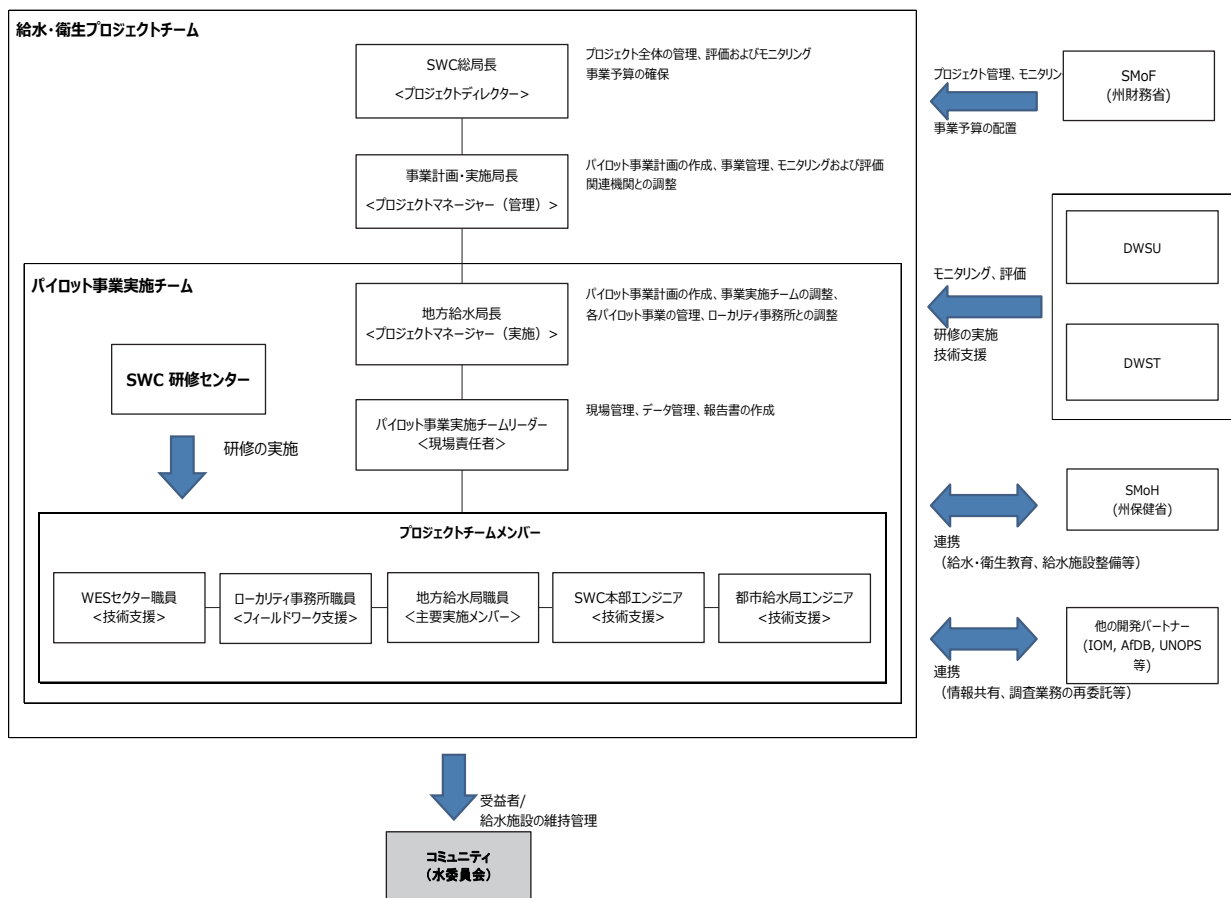 給水・衛生プロジェクトチーム
SWC総局長
<プロジェクトディレクター>
プロジェクト全体の管理、評価およびモニタリング
事業予算の確保
プロジェクト管理、モニタリン
事業予算の配置
SMoF
(州財務省)
事業計画・実施局長
<プロジェクトマネージャー（管理）>
パイロット事業計画の作成、事業管理、モニタリングおよび評価
関連機関との調整
パイロット事業実施チーム
地方給水局長
<プロジェクトマネージャー（実施）>
パイロット事業計画の作成、事業実施チームの調整、
各パイロット事業の管理、ローカリティ事務所との調整
モニタリング、評価
研修の実施
技術支援
DWSU
DWST
SWC 研修センター
研修の実施
パイロット事業実施チームリーダー
<現場責任者>
現場管理、データ管理、報告書の作成
プロジェクトチームメンバー
WESセクター職員
<技術支援>
ローカリティ事務所職員
<フィールドワーク支援>
地方給水局職員
<主要実施メンバー>
SWC本部エンジニア
<技術支援>
都市給水局エンジニア
<技術支援>
SMoH
(州保健省)
連携
（給水・衛生教育、給水施設整備等）
他の開発パートナー
(IOM, AfDB, UNOPS
等)
連携
（情報共有、調査業務の再委託等）
受益者/
給水施設の維持管理
コミュニティ
（水委員会）